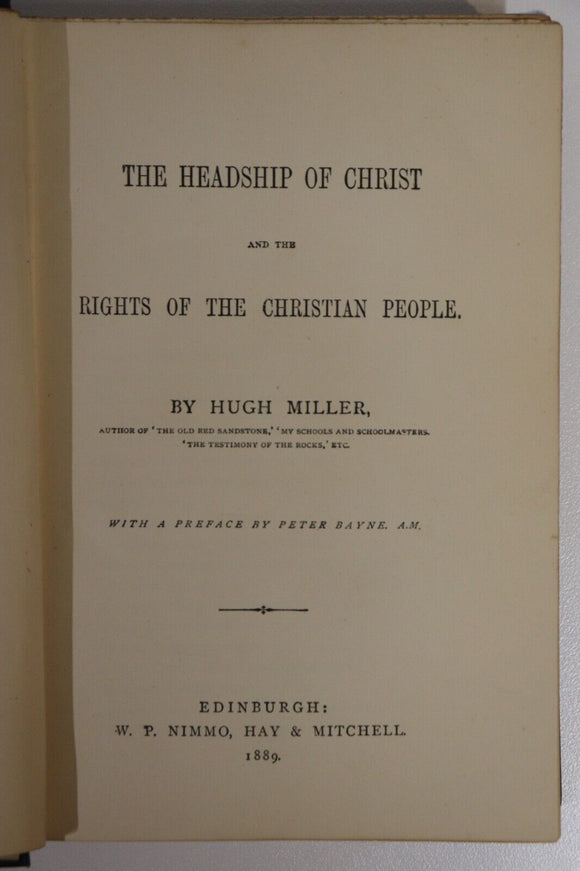 THE HEADSHIP OF CHRIST
AND THE
RIGHTS OF THE CHRISTIAN PEOPLE.
BY HUGH MILLER,
AUTHOR OF 'THE OLD RED SANDSTONE,' 'MY SCHOOLS AND SCHOOLMASTERS.
'THE TESTIMONY OF THE ROCKS,' ETC.
WITH A PREFACE BY PETER BAYNE. A.M.
EDINBURGH:
W. P. NIMMO, HAY & MITCHELL.
1889.